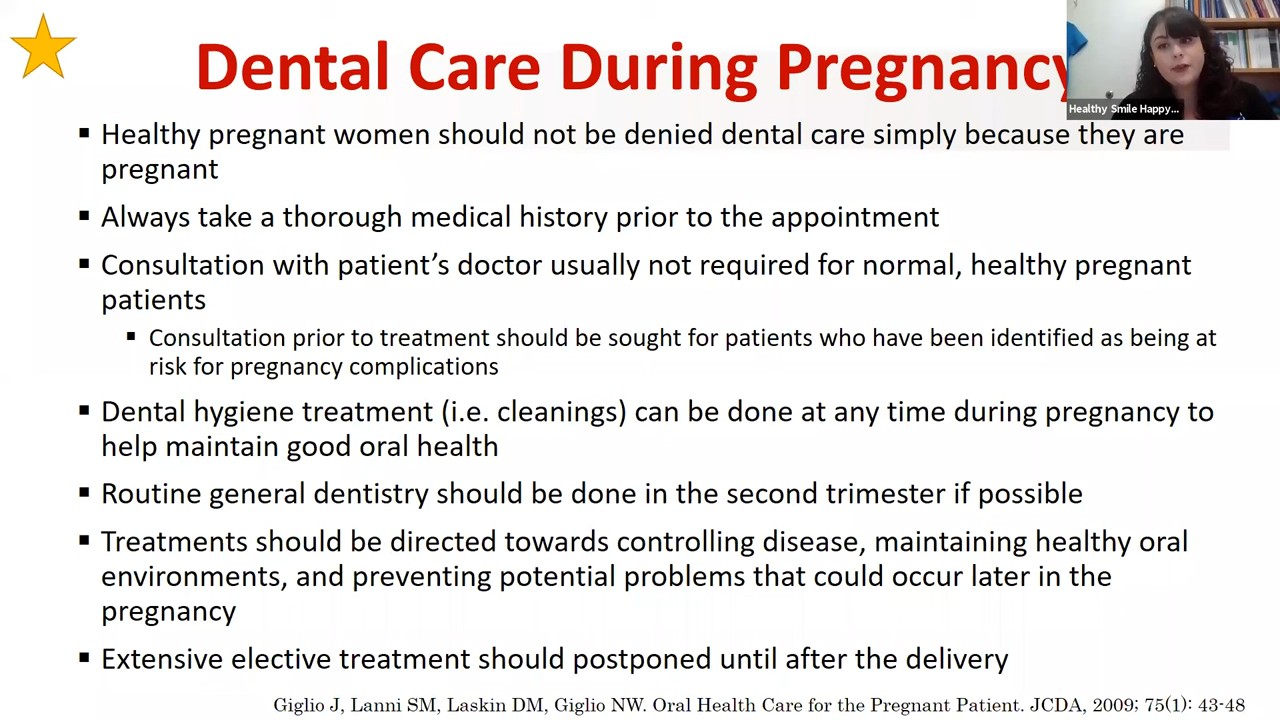 Dental Care During Pregnancy
Healthy Smile Happy...
▪ Healthy pregnant women should not be denied dental care simply because they are
pregnant
▪ Always take a thorough medical history prior to the appointment
▪ Consultation with patient’s doctor usually not required for normal, healthy pregnant
patients
▪ Consultation prior to treatment should be sought for patients who have been identified as being at
risk for pregnancy complications
▪ Dental hygiene treatment (i.e. cleanings) can be done at any time during pregnancy to
help maintain good oral health
▪ Routine general dentistry should be done in the second trimester if possible
▪ Treatments should be directed towards controlling disease, maintaining healthy oral
environments, and preventing potential problems that could occur later in the
pregnancy
▪ Extensive elective treatment should postponed until after the delivery
Giglio J, Lanni SM, Laskin DM, Giglio NW. Oral Health Care for the Pregnant Patient. JCDA, 2009; 75(1): 43-48